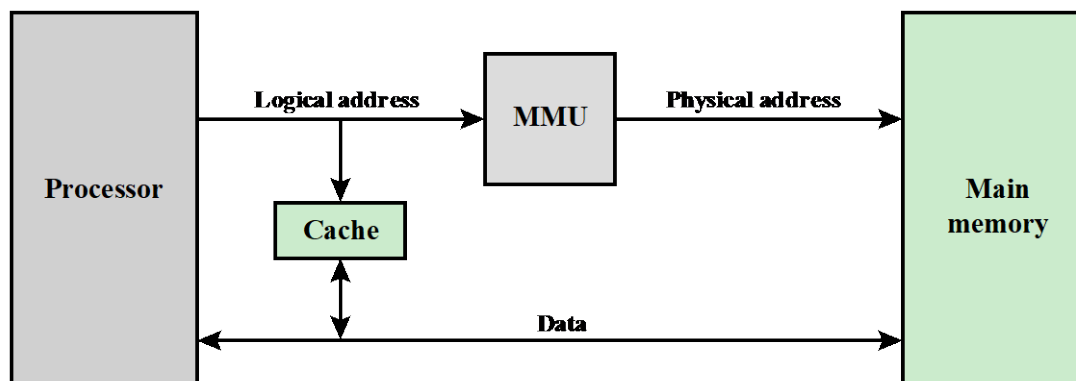 Logical address
MMU
Physical address
Processor
Cache
Main
memory
Data